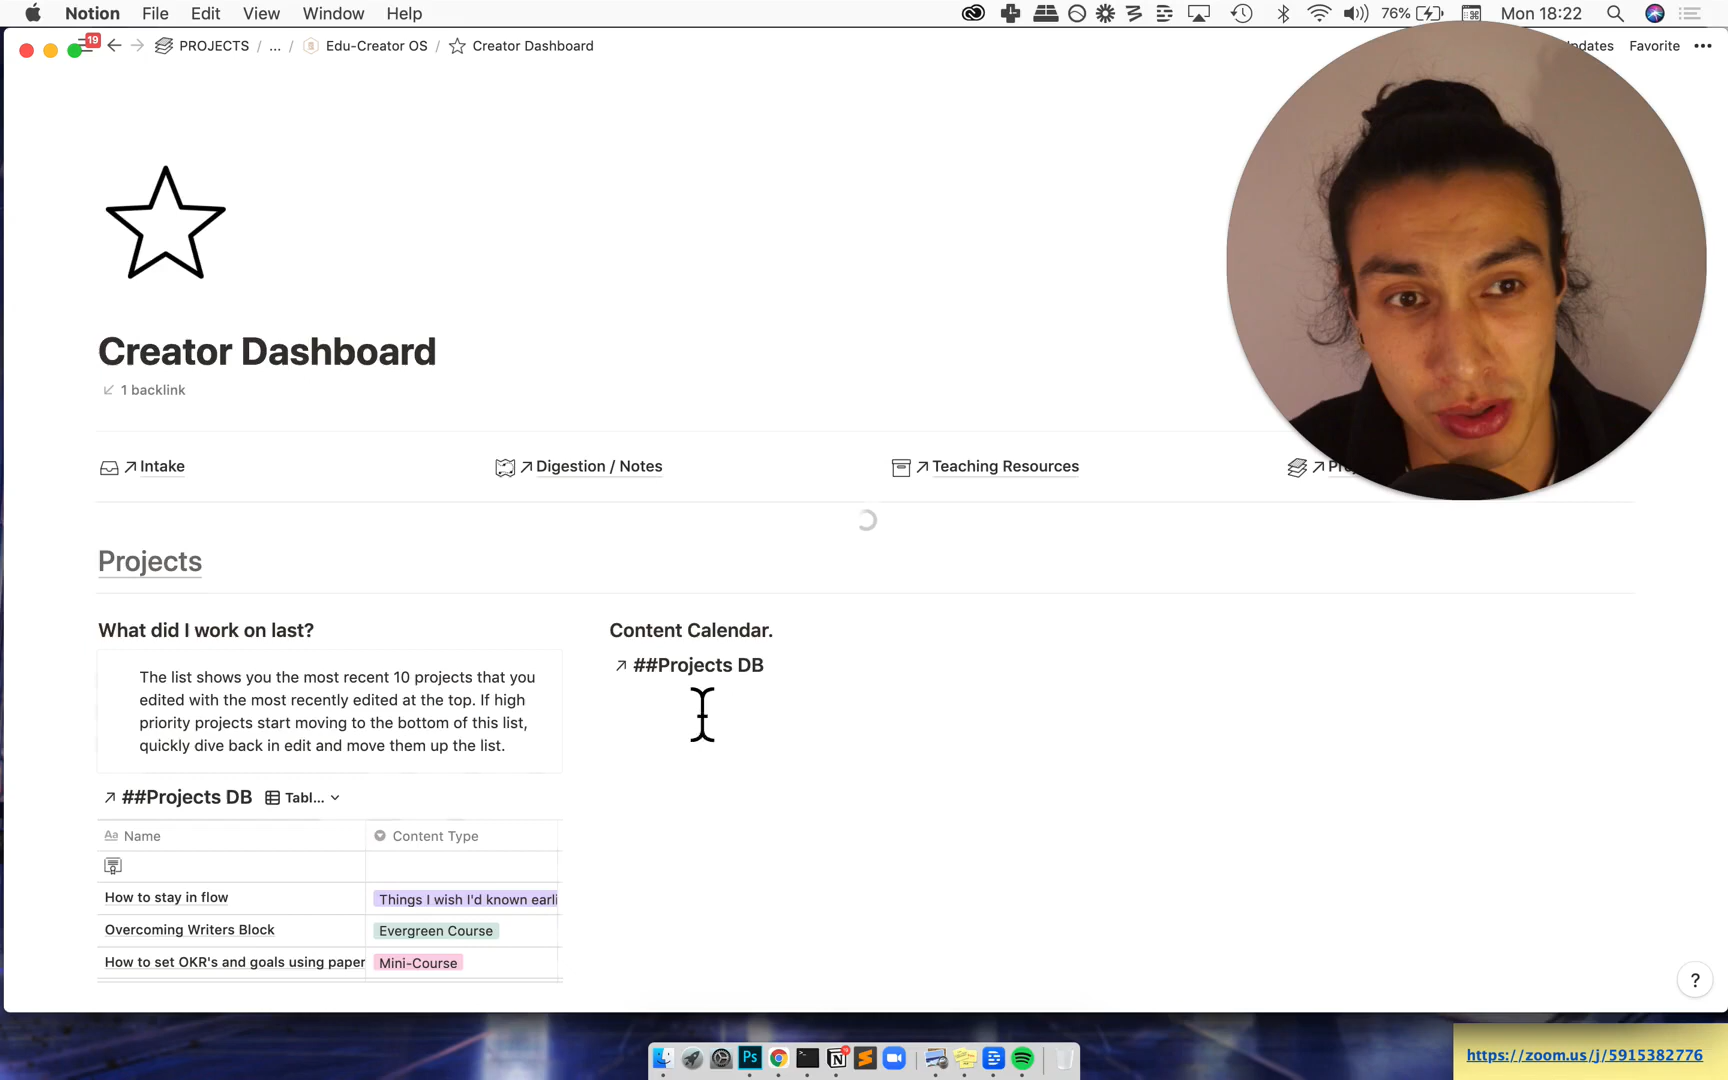 Notion File Edit View Window Help 76% Mon 18:22
19 PROJECTS / ... / Edu-Creator OS / Creator Dashboard Favorite •••
Creator Dashboard
1 backlink
Intake Digestion / Notes Teaching Resources
Projects
What did I work on last? Content Calendar.
The list shows you the most recent 10 projects that you
edited with the most recently edited at the top. If high
priority projects start moving to the bottom of this list,
quickly dive back in edit and move them up the list.
##Projects DB
##Projects DB Tabl...
Aa Name Content Type
How to stay in flow Things I wish I'd known earli
Overcoming Writers Block Evergreen Course
How to set OKR's and goals using paper Mini-Course
?
Ps
https://zoom.us/j/5915382776